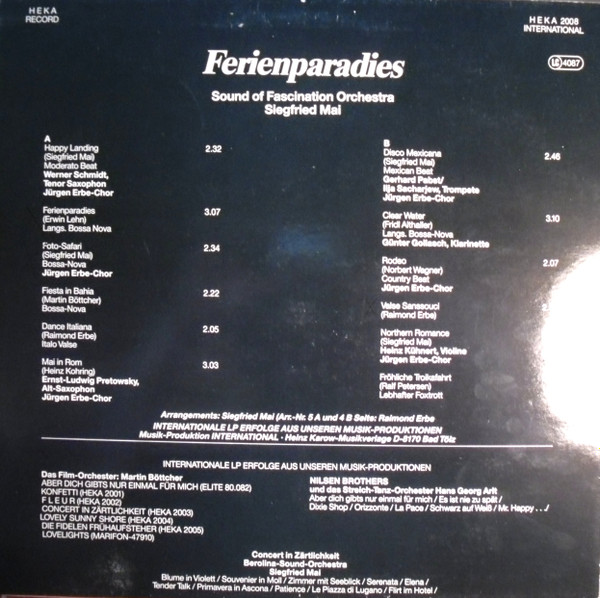 HEKA
RECORD
HEKA 2008
INTERNATIONAL
LC 4087
Ferienparadies
Sound of Fascination Orchestra
Siegfried Mai
A
Happy Landing 2.32
(Siegfried Mai)
Moderato Beat
Werner Schmidt,
Tenor Saxophon
Jürgen Erbe-Chor
Ferienparadies 3.07
(Erwin Lehn)
Langs. Bossa Nova
Foto-Safari 2.34
(Siegfried Mai)
Bossa-Nova
Jürgen Erbe-Chor
Fiesta in Bahia 2.22
(Martin Böttcher)
Bossa-Nova
Dance Italiana 2.05
(Raimond Erbe)
Italo Valse
Mai in Rom 3.03
(Heinz Kohring)
Ernst-Ludwig Pretowsky,
Alt-Saxophon
Jürgen Erbe-Chor
B
Disco Mexicana 2.46
(Siegfried Mai)
Mexican Beat
Gerhard Pabst/
Ilja Sacharjew, Trompete
Jürgen Erbe-Chor
Clear Water 3.10
(Fridl Althaller)
Langs. Bossa-Nova
Günter Gollasch, Klarinette
Rodeo 2.07
(Norbert Wagner)
Country Beat
Jürgen Erbe-Chor
Valse Sanssouci
(Raimond Erbe)
Northern Romance
(Siegfried Mai)
Heinz Kühnert, Violine
Jürgen Erbe-Chor
Fröhliche Troikafahrt
(Ralf Petersen)
Lebhafter Foxtrott
Arrangements: Siegfried Mai (Arr.-Nr. 5 A und 4 B Seite: Raimond Erbe
INTERNATIONALE LP ERFOLGE AUS UNSEREN MUSIK-PRODUKTIONEN
Musik-Produktion INTERNATIONAL · Heinz Karow-Musikverlage D-8170 Bad Tölz
INTERNATIONALE LP ERFOLGE AUS UNSEREN MUSIK-PRODUKTIONEN
Das Film-Orchester: Martin Böttcher
ABER DICH GIBTS NUR EINMAL FÜR MICH (ELITE 80.082)
KONFETTI (HEKA 2001)
F L E U R (HEKA 2002)
CONCERT IN ZÄRTLICHKEIT (HEKA 2003)
LOVELY SUNNY SHORE (HEKA 2004)
DIE FIDELEN FRÜHAUFSTEHER (HEKA 2005)
LOVELIGHTS (MARIFON-47910)
NILSEN BROTHERS
und das Streich-Tanz-Orchester Hans Georg Arlt
Aber dich gibts nur einmal für mich / Es ist nie zu spät /
Dixie Shop / Orizzonte / La Pace / Schwarz auf Weiß / Mr. Happy . . ./
Concert in Zärtlichkeit
Berolina-Sound-Orchestra
Siegfried Mai
Blume in Violett / Souvenir in Moll / Zimmer mit Seeblick / Serenata / Elena /
Tender Talk / Primavera in Ascona / Patience / Le Piazza di Lugano / Flirt im Hotel /